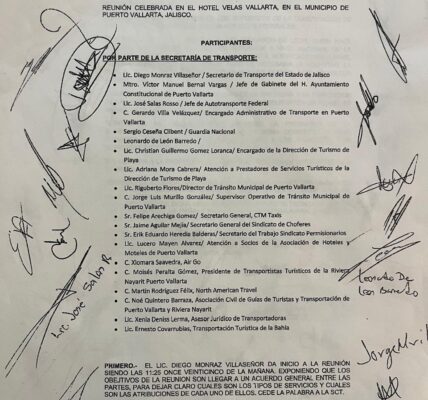 REUNIÓN CELEBRADA EN EL HOTEL VELAS VALLARTA, EN EL MUNICIPIO DE
PUERTO VALLARTA, JALISCO.
PARTICIPANTES:
POR PARTE DE LA SECRETARÍA DE TRANSPORTE:
• Lic. Diego Monraz Villaseñor / Secretario de Transporte del Estado de Jalisco
• Mtro. Víctor Manuel Bernal Vargas / Jefe de Gabinete del H. Ayuntamiento
Constitucional de Puerto Vallarta
• Lic. José Salas Rosso / Jefe de Autotransporte Federal
• C. Gerardo Villa Velázquez/ Encargado Administrativo de Transporte en Puerto
Vallarta
• Sergio Ceseña Clibent / Guardia Nacional
• Leonardo de León Barredo /
• Lic. Christian Guillermo Gomez Loranca/ Encargado de la Dirección de Turismo de
Playa
• Lic. Adriana Mora Cabrera/ Atención a Prestadores de Servicios Turísticos de la
Dirección de Turismo de Playa
• Lic. Rigoberto Flores/Director de Tránsito Municipal de Puerto Vallarta
• C. Jorge Luis Murillo González/ Supervisor Operativo de Tránsito Municipal de
Puerto Vallarta
• Sr. Felipe Arechiga Gomez/ Secretario General, CTM Taxis
• Sr. Jaime Aguilar Mejía/ Secretario General del Sindicato de Choferes
• Sr. Erik Eduardo Heredia Balderas/ Secretario del Trabajo Sindicato Permisionarios
• Lic. Lucero Mayen Alvarez/ Atención a Socios de la Asociación de Hoteles y
Moteles de Puerto Vallarta
• C. Xiomara Saavedra, Air Go
• C. Moisés Peralta Gómez, Presidente de Transportistas Turísticos de la Riviera
Nayarit Puerto Vallarta
• C. Martín Rodríguez Félix, North American Travel
• C. Noé Quintero Barraza, Asociación Civil de Guías de Turistas y Transportación de
Puerto Vallarta y Riviera Nayarit
• Lic. Xenia Deniss Lerma, Asesor Jurídico de Transportadoras
• Lic. Ernesto Covarrubias, Transportación Turística de la Bahía
Lic José Salas R.
Leonardo De
León Barredo
PRIMERO.- EL LIC. DIEGO MONRAZ VILLASEÑOR DA INICIO A LA REUNIÓN
SIENDO LAS 11:25 ONCE VEINTICINCO DE LA MAÑANA. EXPONIENDO QUE LOS
OBJETIVOS DE LA REUNION SON LLEGAR A UN ACUERDO GENERAL ENTRE LAS
PARTES, PARA DEJAR CLARO CUALES SON LOS TIPOS DE SERVICIOS Y CUALES
SON LAS ATRIBUCIONES DE CADA UNO DE ELLOS. CEDE LA PALABRA A LA SCT.